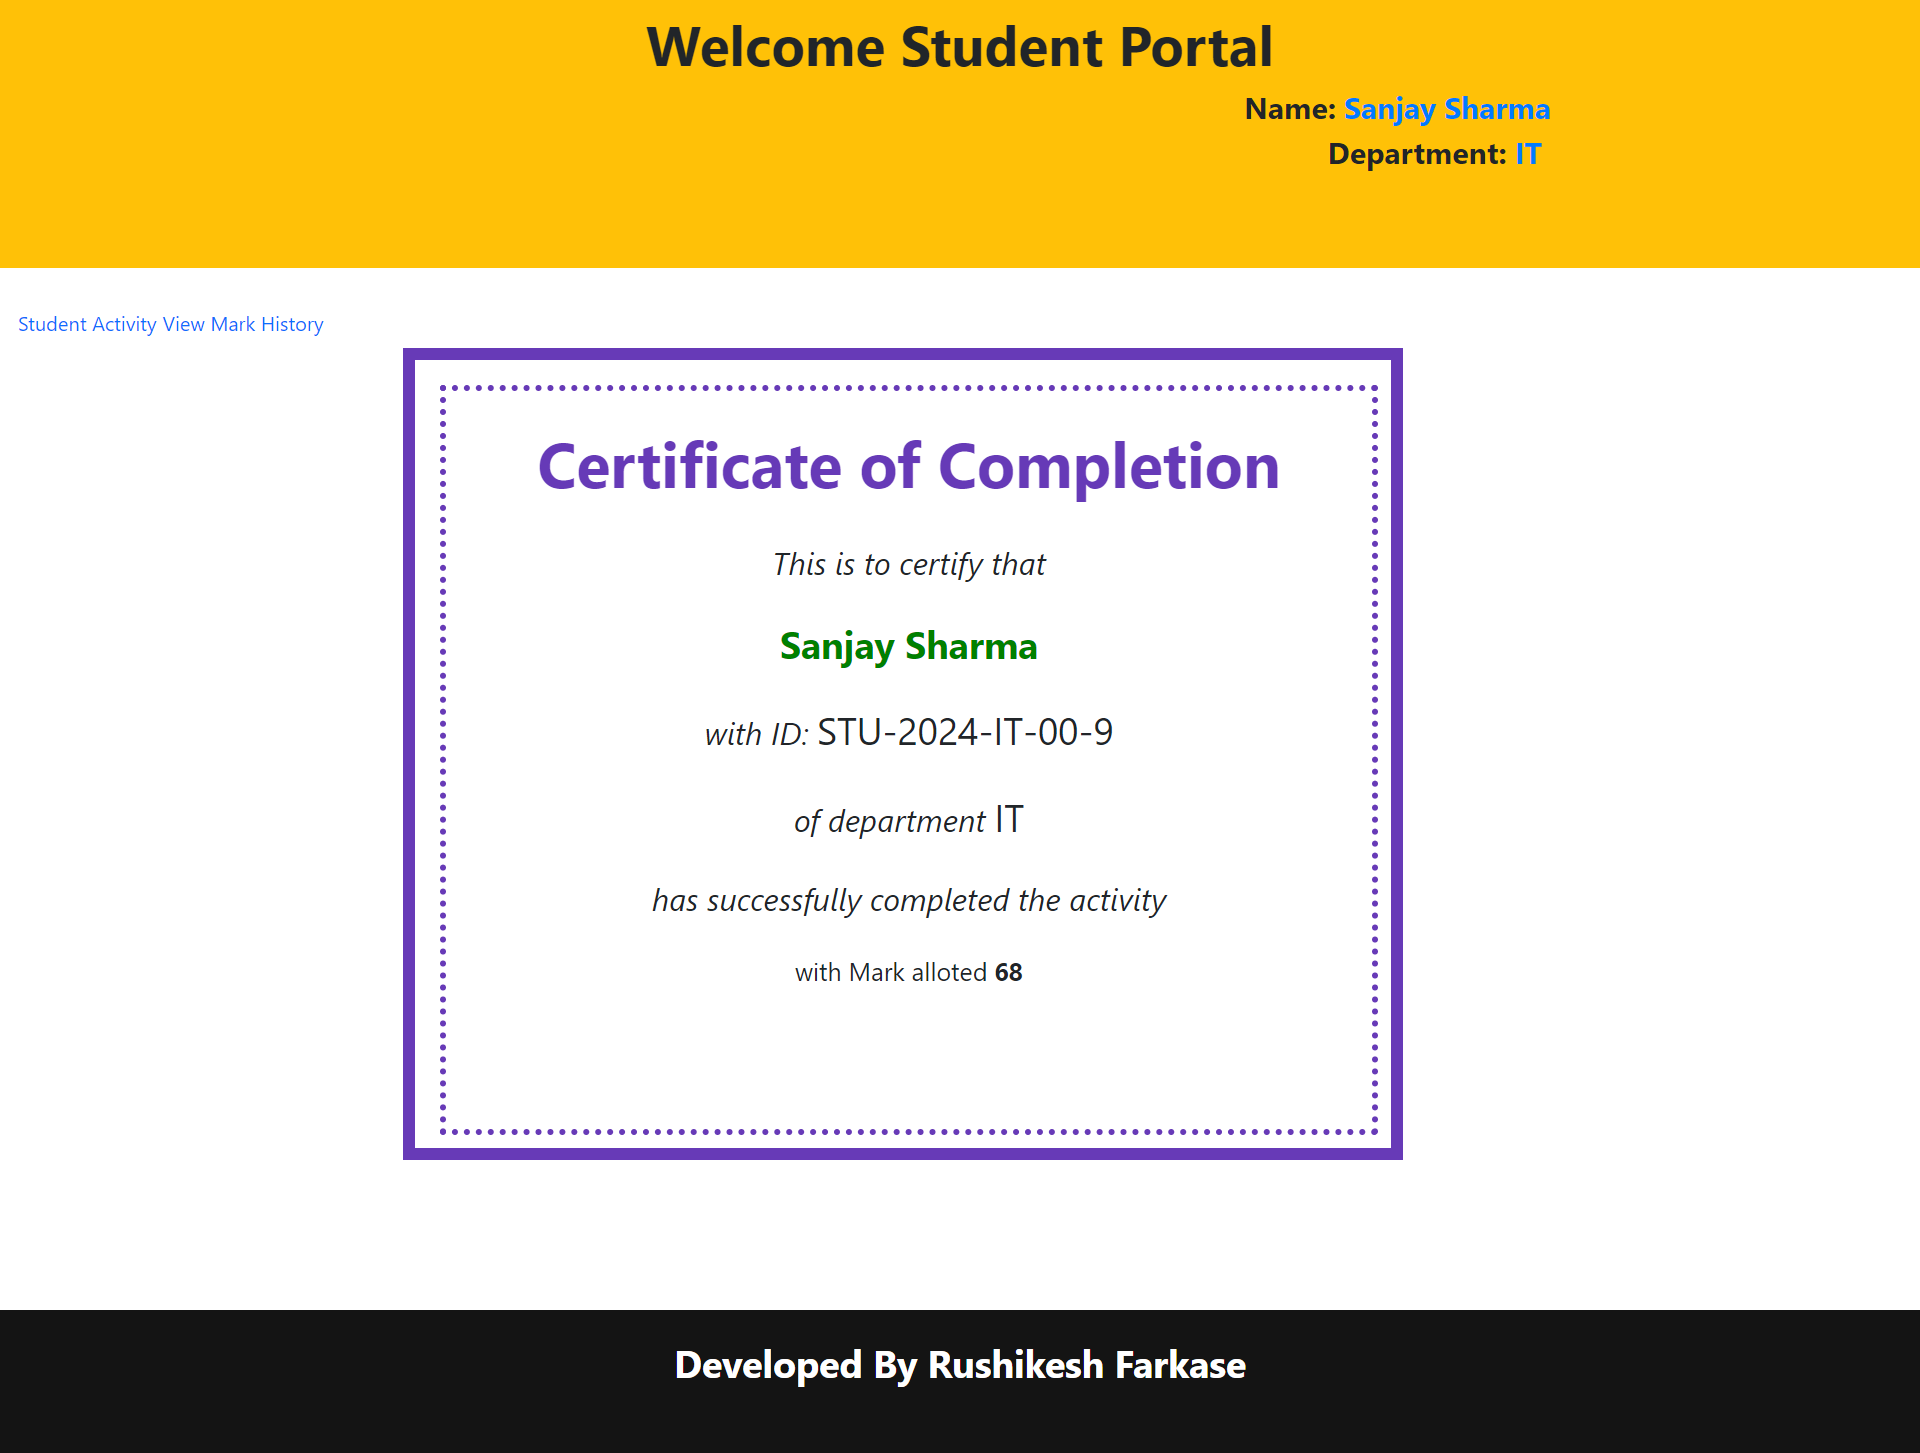 Welcome Student Portal
Name: Sanjay Sharma
Department: IT
Student Activity View Mark History
Certificate of Completion
This is to certify that
Sanjay Sharma
with ID: STU-2024-IT-00-9
of department IT
has successfully completed the activity
with Mark alloted 68
Developed By Rushikesh Farkase